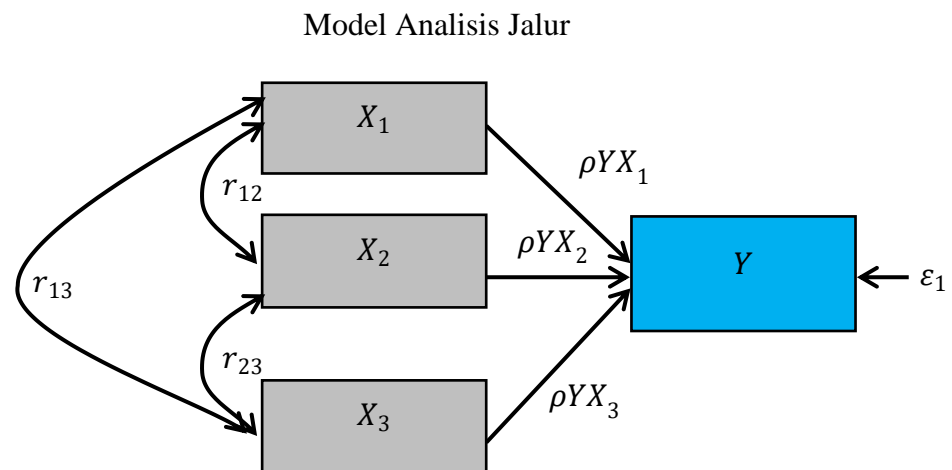 Model Analisis Jalur
X₁
ρYX₁
r₁₂
X₂
ρYX₂
Y
ε₁
r₁₃
r₂₃
X₃
ρYX₃